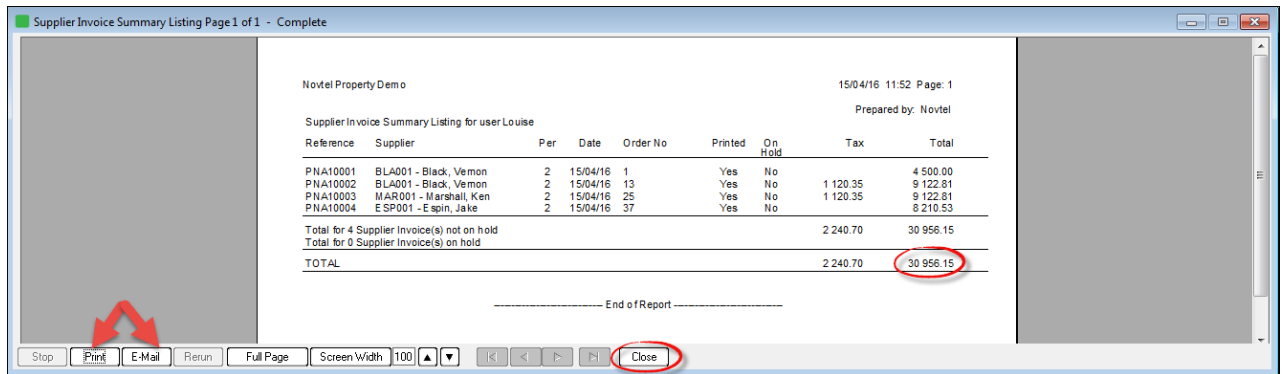 Supplier Invoice Summary Listing Page 1 of 1 - Complete
Novtel Property Demo 15/04/16 11:52 Page: 1
Prepared by: Novtel
Supplier Invoice Summary Listing for user Louise
Reference Supplier Per Date Order No Printed On Hold Tax Total
PNA10001 BLA001 - Black, Vernon 2 15/04/16 1 Yes No 4 500.00
PNA10002 BLA001 - Black, Vernon 2 15/04/16 13 Yes No 1 120.35 9 122.81
PNA10003 MAR001 - Marshall, Ken 2 15/04/16 25 Yes No 1 120.35 9 122.81
PNA10004 ESP001 - Espin, Jake 2 15/04/16 37 Yes No 8 210.53
Total for 4 Supplier Invoice(s) not on hold 2 240.70 30 956.15
Total for 0 Supplier Invoice(s) on hold
TOTAL 2 240.70 30 956.15
End of Report
Stop Print E-Mail Rerun Full Page Screen Width 100 Close